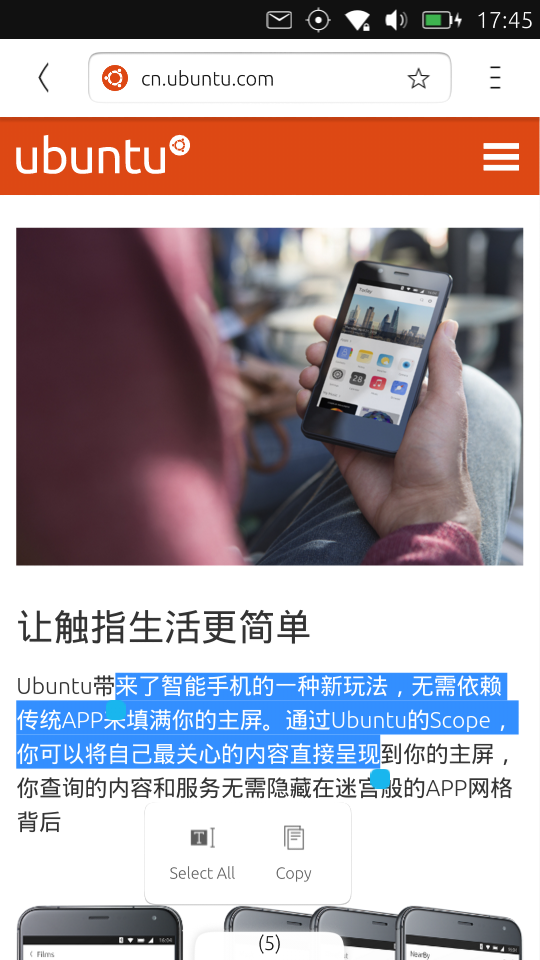 17:45
cn.ubuntu.com
ubuntu
Today
28
让触指生活更简单
Ubuntu带来了智能手机的一种新玩法，无需依赖
传统APP来填满你的主屏。通过Ubuntu的Scope，
你可以将自己最关心的内容直接呈现到你的主屏，
你查询的内容和服务无需隐藏在迷宫般的APP网格
背后
Select All
Copy
Films
NearBy
(5)